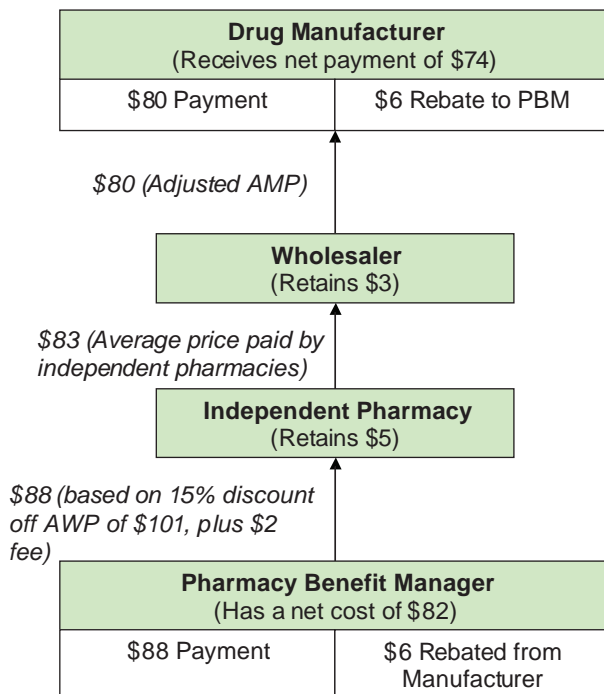 Drug Manufacturer
(Receives net payment of $74)
$80 Payment
$6 Rebate to PBM
$80 (Adjusted AMP)
Wholesaler
(Retains $3)
$83 (Average price paid by
independent pharmacies)
Independent Pharmacy
(Retains $5)
$88 (based on 15% discount
off AWP of $101, plus $2
fee)
Pharmacy Benefit Manager
(Has a net cost of $82)
$88 Payment
$6 Rebated from
Manufacturer